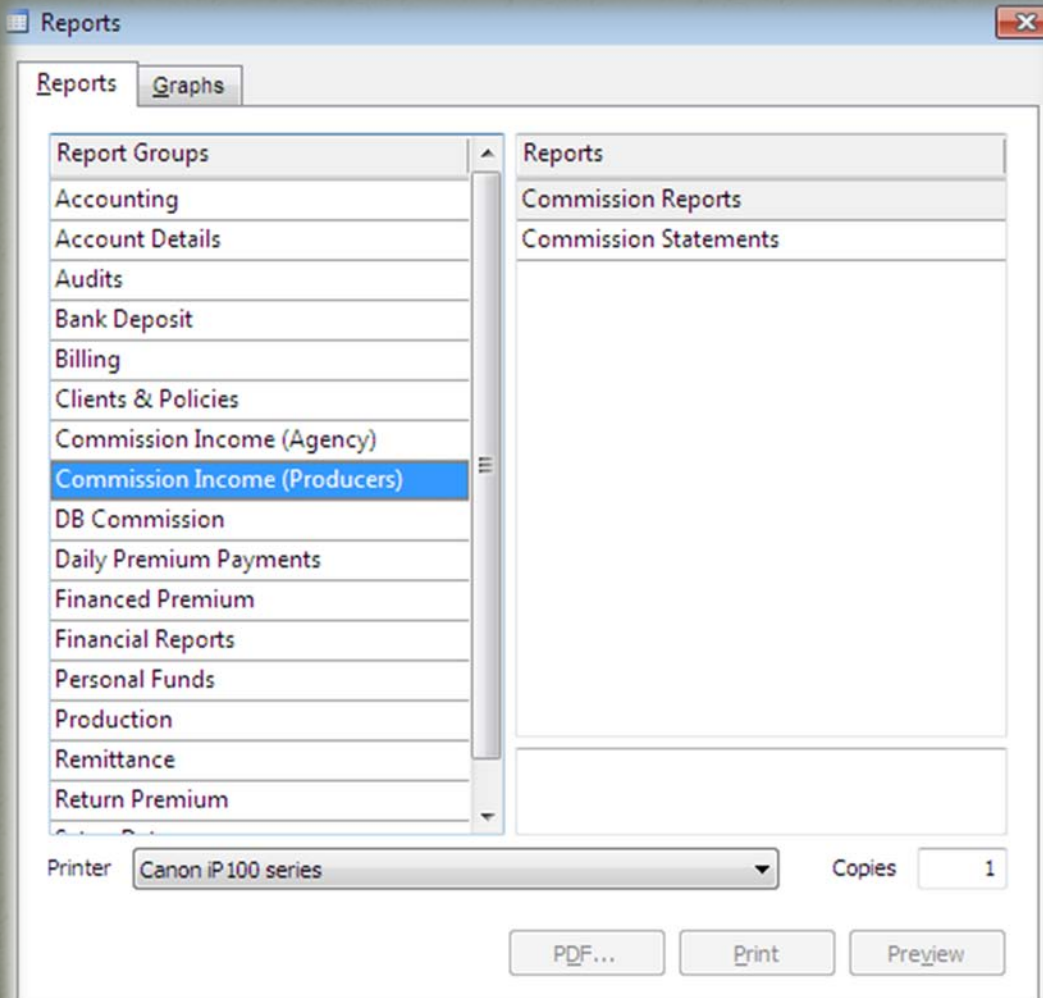 Reports
Reports
Graphs
Report Groups
Accounting
Account Details
Audits
Bank Deposit
Billing
Clients & Policies
Commission Income (Agency)
Commission Income (Producers)
DB Commission
Daily Premium Payments
Financed Premium
Financial Reports
Personal Funds
Production
Remittance
Return Premium
Reports
Commission Reports
Commission Statements
Printer
Canon iP100 series
Copies
1
PDF...
Print
Preview